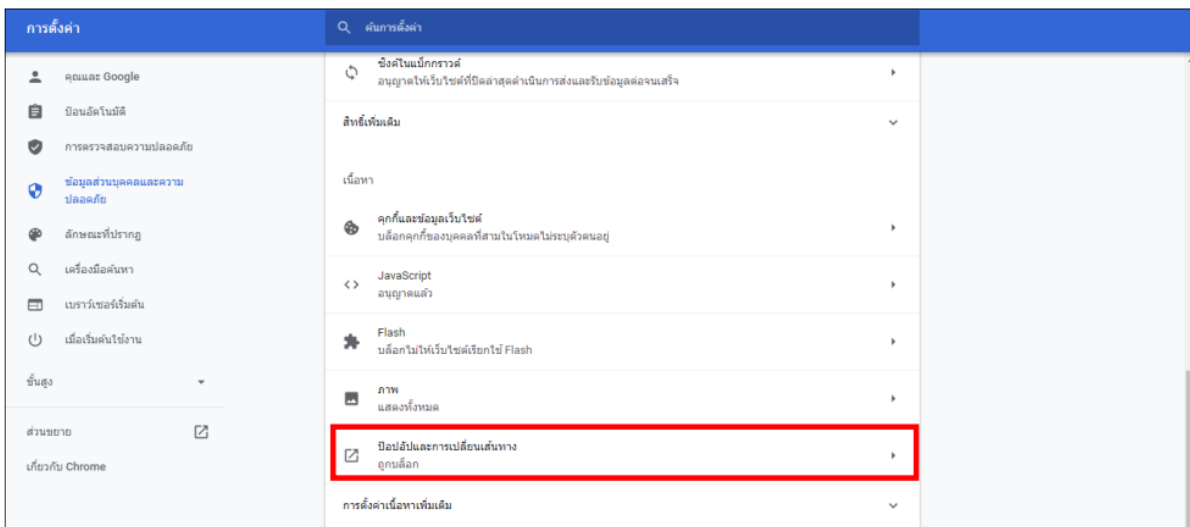 การตั้งค่า
ค้นการตั้งค่า
คุณและ Google
ป้อนอัตโนมัติ
การตรวจสอบความปลอดภัย
ข้อมูลส่วนบุคคลและความ
ปลอดภัย
ลักษณะที่ปรากฏ
เครื่องมือค้นหา
เบราว์เซอร์เริ่มต้น
เมื่อเริ่มต้นใช้งาน
ขั้นสูง
ส่วนขยาย
เกี่ยวกับ Chrome
ซิงค์ในแบ็กกราวด์
อนุญาตให้เว็บไซต์ที่ปิดล่าสุดดำเนินการส่งและรับข้อมูลต่อจนเสร็จ
สิทธิ์เพิ่มเติม
เนื้อหา
คุกกี้และข้อมูลเว็บไซต์
บล็อกคุกกี้ของบุคคลที่สามในโหมดไม่ระบุตัวตนอยู่
JavaScript
อนุญาตแล้ว
Flash
บล็อกไม่ให้เว็บไซต์เรียกใช้ Flash
ภาพ
แสดงทั้งหมด
ป๊อปอัปและการเปลี่ยนเส้นทาง
ถูกบล็อก
การตั้งค่าเนื้อหาเพิ่มเติม